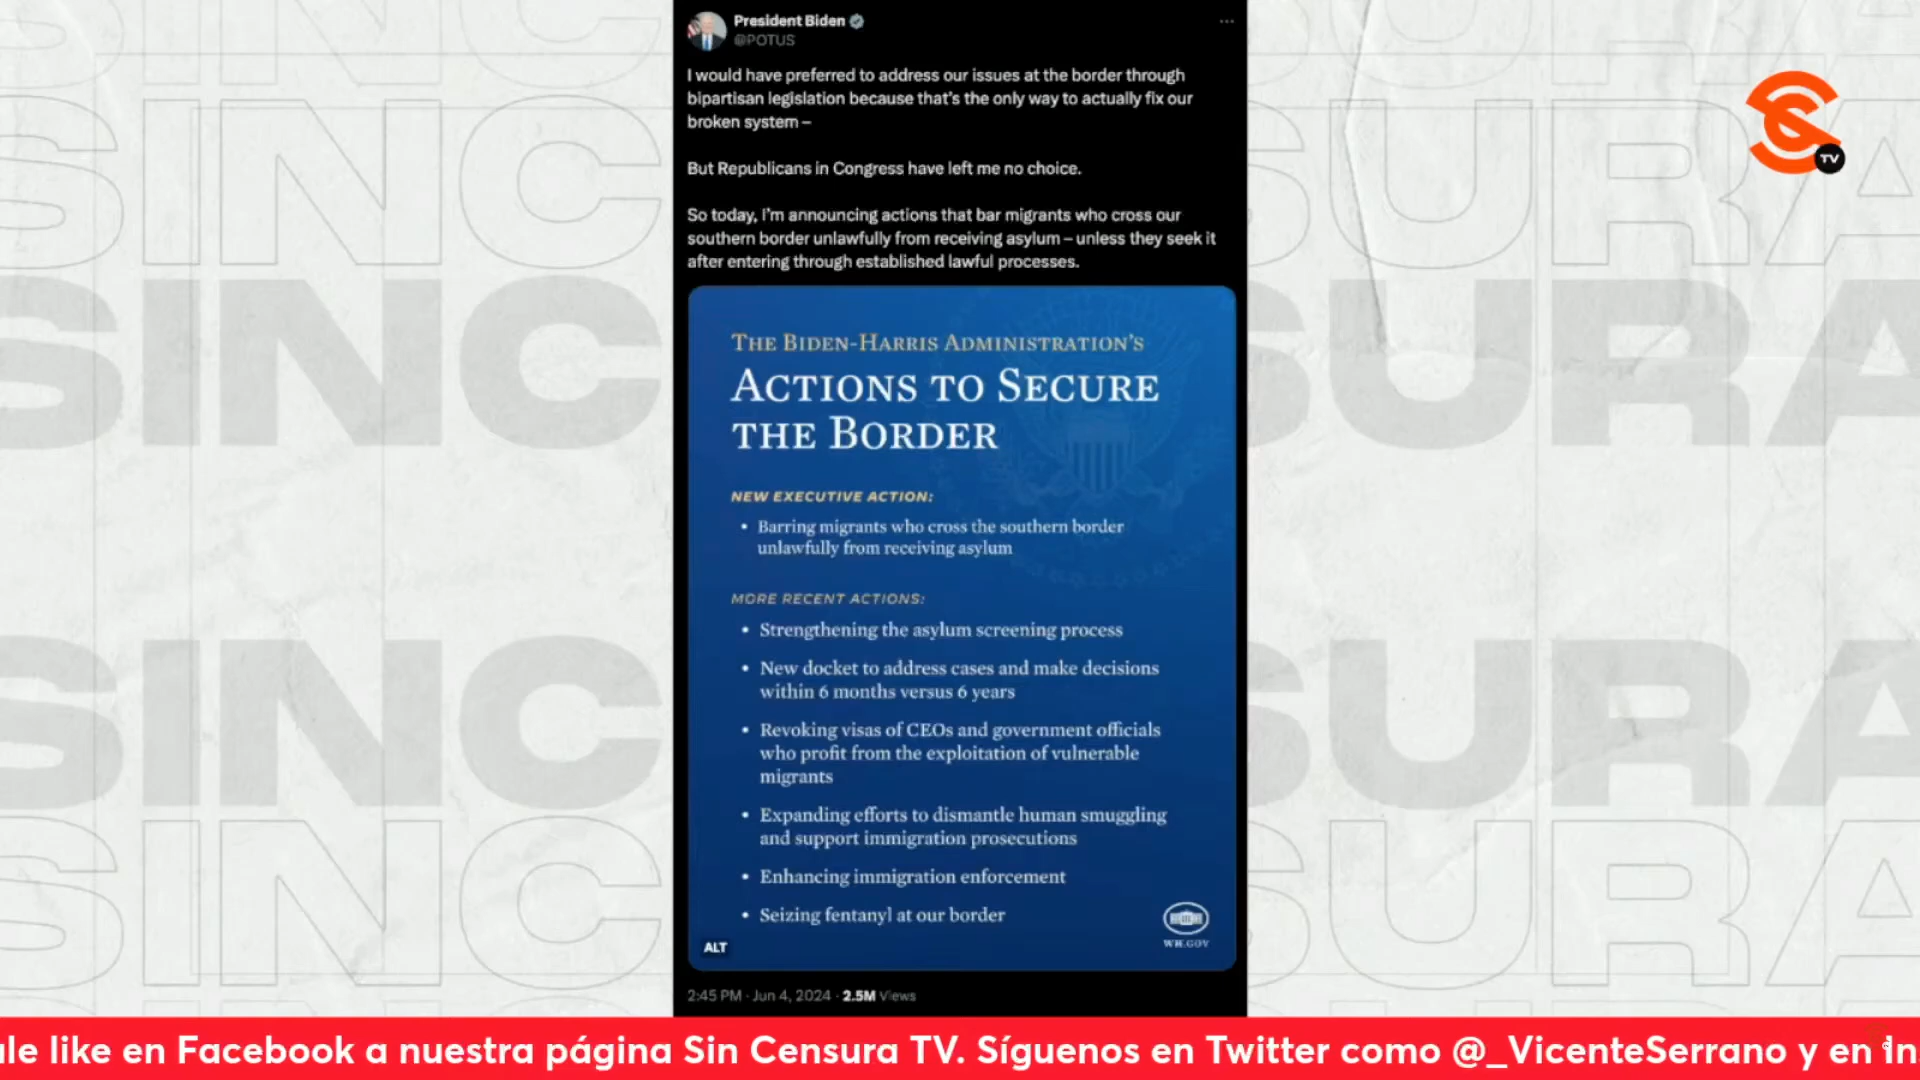 President Biden
@POTUS
I would have preferred to address our issues at the border through
bipartisan legislation because that's the only way to actually fix our
broken system –
But Republicans in Congress have left me no choice.
So today, I'm announcing actions that bar migrants who cross our
southern border unlawfully from receiving asylum – unless they seek it
after entering through established lawful processes.
THE BIDEN-HARRIS ADMINISTRATION'S
ACTIONS TO SECURE
THE BORDER
NEW EXECUTIVE ACTION:
• Barring migrants who cross the southern border
unlawfully from receiving asylum
MORE RECENT ACTIONS:
• Strengthening the asylum screening process
• New docket to address cases and make decisions
within 6 months versus 6 years
• Revoking visas of CEOs and government officials
who profit from the exploitation of vulnerable
migrants
• Expanding efforts to dismantle human smuggling
and support immigration prosecutions
• Enhancing immigration enforcement
• Seizing fentanyl at our border
WH.GOV
ALT
2:45 PM · Jun 4, 2024 · 2.5M Views
SINC
SURA
SINC
SURA
SINC
SURA
SINC
SURA
TV
ale like en Facebook a nuestra página Sin Censura TV. Síguenos en Twitter como @_VicenteSerrano y en In